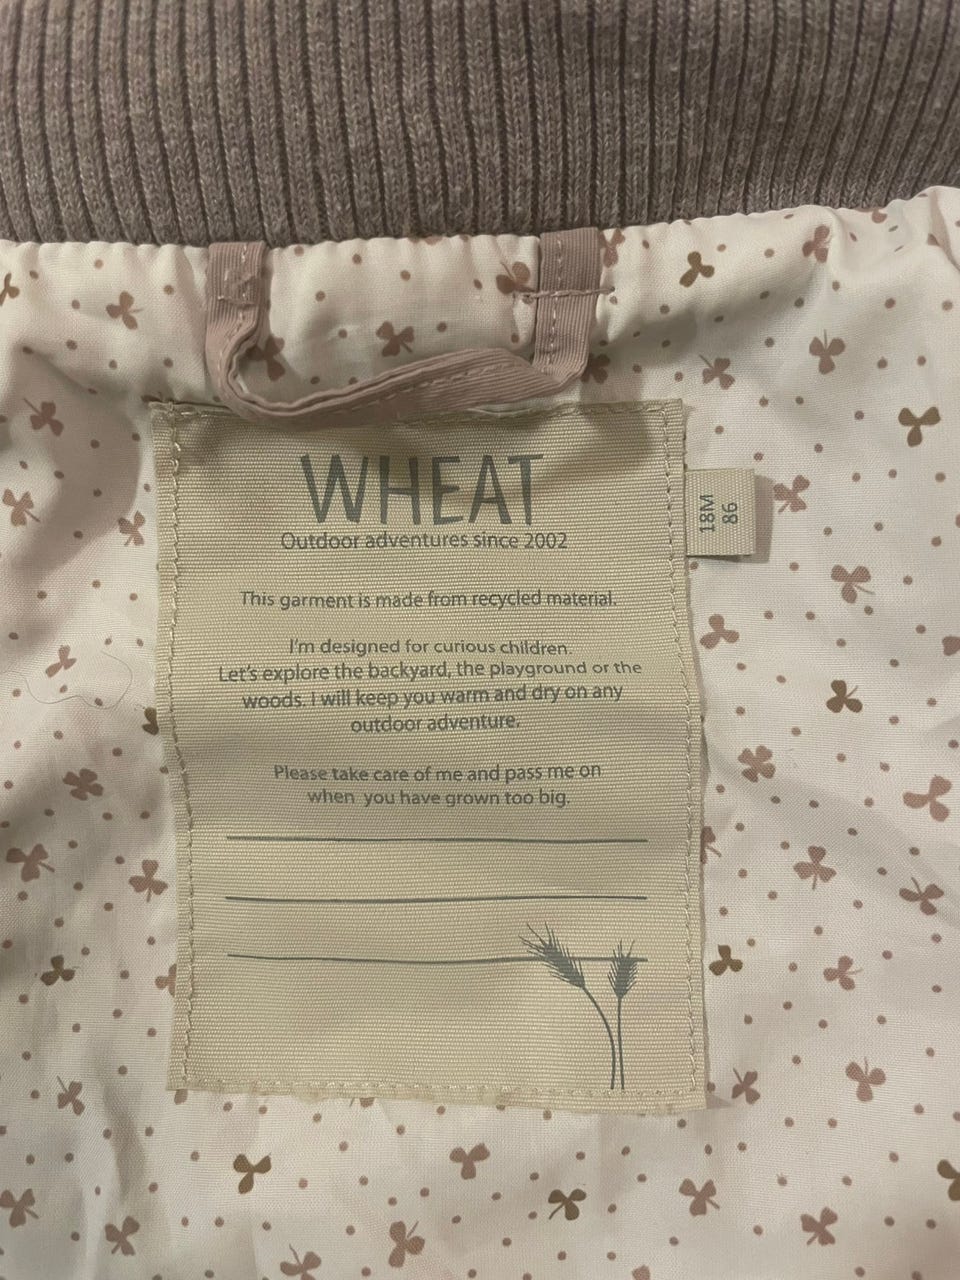 WHEAT
Outdoor adventures since 2002
18M
86
This garment is made from recycled material.
I'm designed for curious children.
Let's explore the backyard, the playground or the
woods. I will keep you warm and dry on any
outdoor adventure.
Please take care of me and pass me on
when you have grown too big.